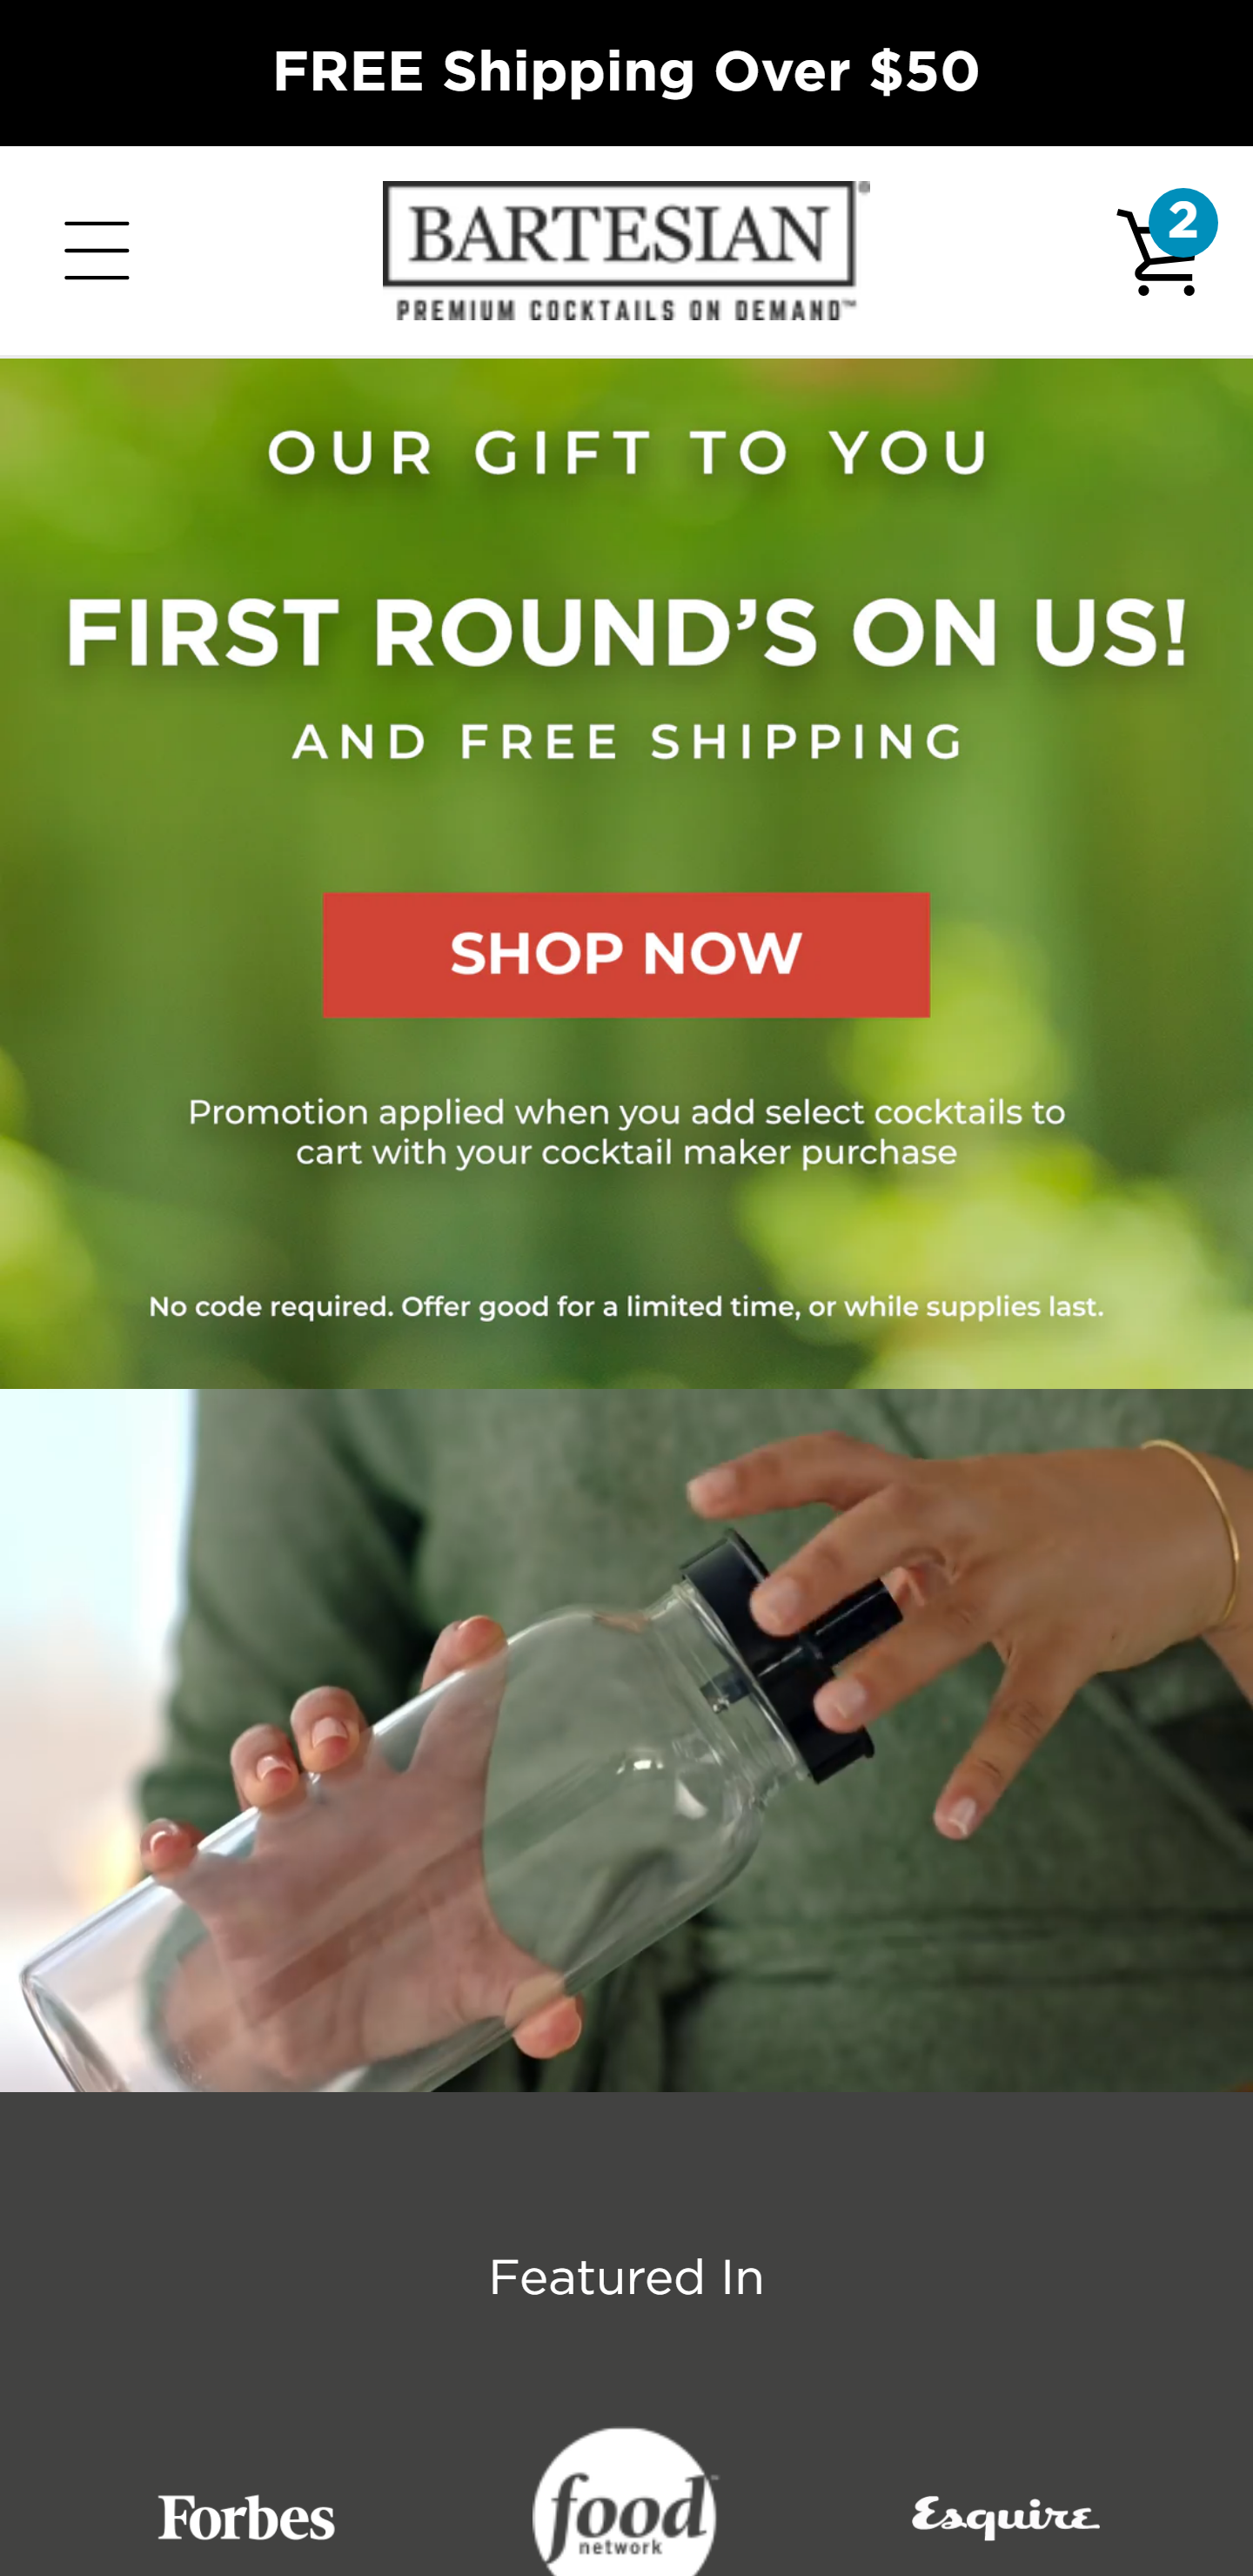 FREE Shipping Over $50
BARTESIAN®
2
PREMIUM COCKTAILS ON DEMAND™
OUR GIFT TO YOU
FIRST ROUND’S ON US!
AND FREE SHIPPING
SHOP NOW
Promotion applied when you add select cocktails to
cart with your cocktail maker purchase
No code required. Offer good for a limited time, or while supplies last.
Featured In
Forbes
food
network
Esquire